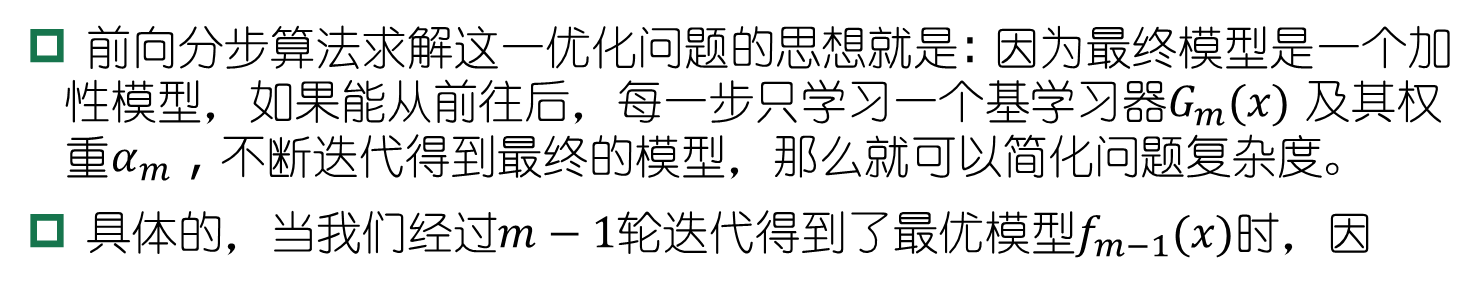 前向分步算法求解这一优化问题的思想就是：因为最终模型是一个加
性模型，如果能从前往后，每一步只学习一个基学习器𝐺ₘ(𝑥) 及其权
重𝛼ₘ，不断迭代得到最终的模型，那么就可以简化问题复杂度。
具体的，当我们经过𝑚 − 1轮迭代得到了最优模型𝑓ₘ₋₁(𝑥)时，因